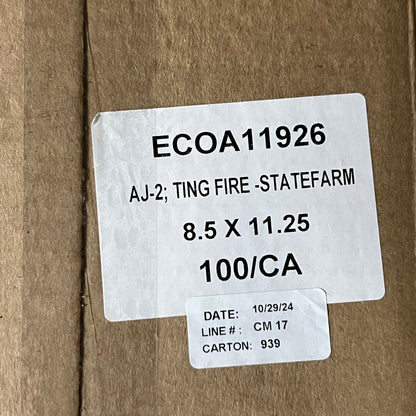 ECOA11926
AJ-2; TING FIRE -STATEFARM
8.5 X 11.25
100/CA
DATE: 10/29/24
LINE # : CM 17
CARTON: 939